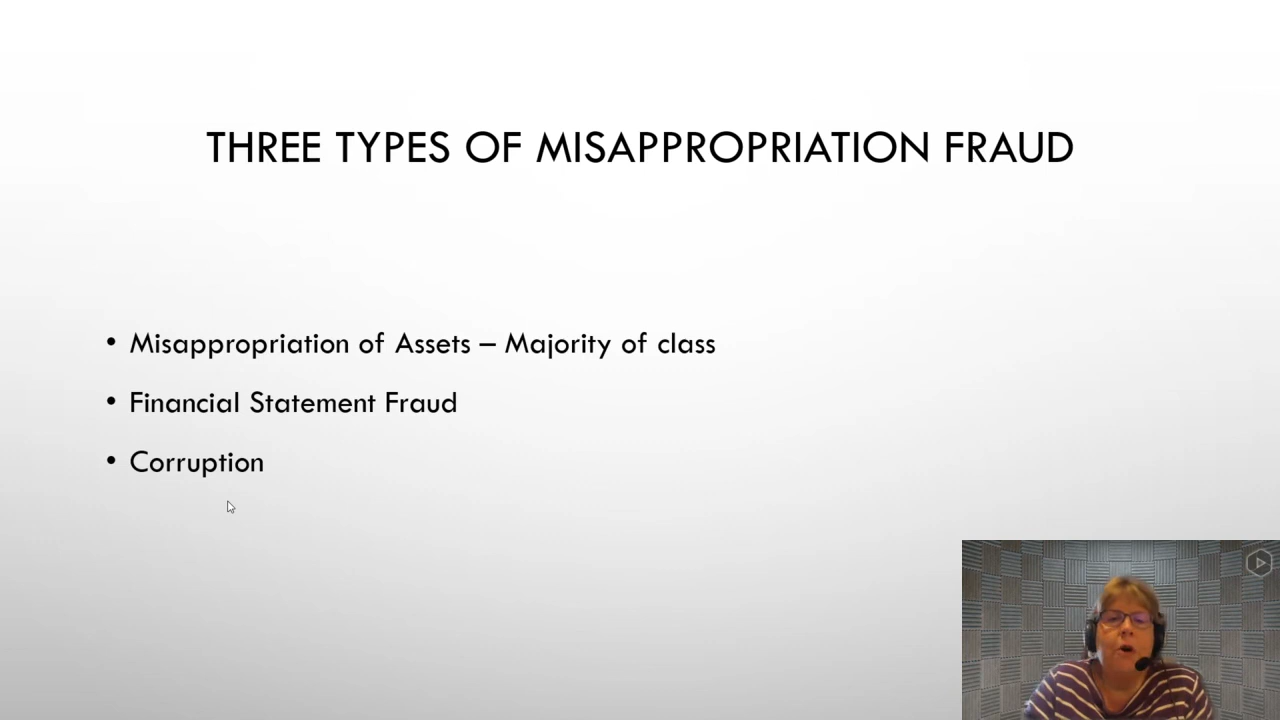 THREE TYPES OF MISAPPROPRIATION FRAUD
• Misappropriation of Assets – Majority of class
• Financial Statement Fraud
• Corruption